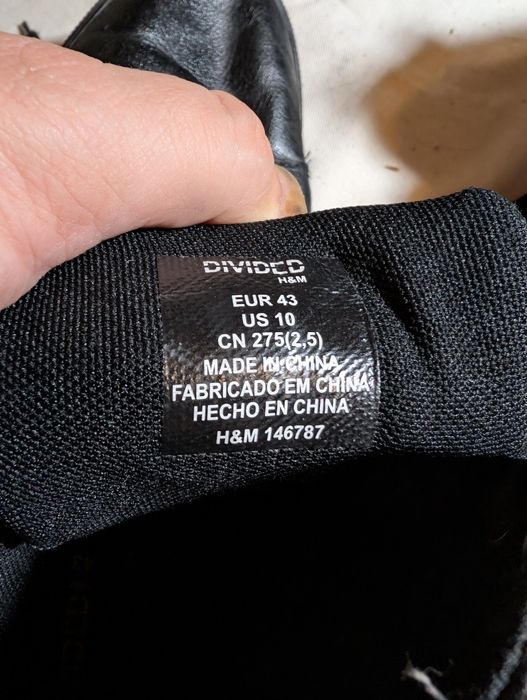 DIVIDED
H&M
EUR 43
US 10
CN 275(2,5)
MADE IN CHINA
FABRICADO EM CHINA
HECHO EN CHINA
H&M 146787